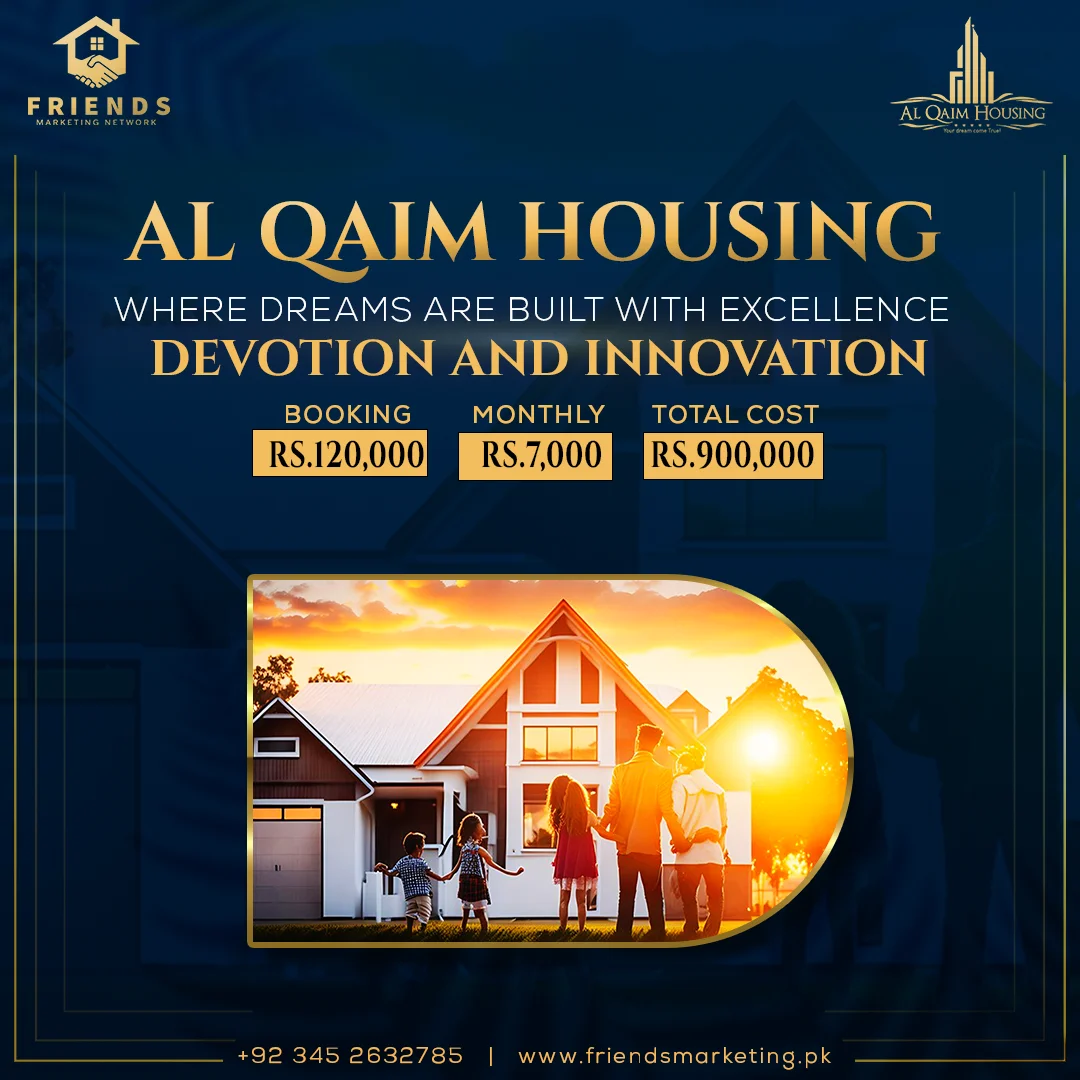 FRIENDS
MARKETING NETWORK
AL QAIM HOUSING
Your dream come True!
AL QAIM HOUSING
WHERE DREAMS ARE BUILT WITH EXCELLENCE
DEVOTION AND INNOVATION
BOOKING MONTHLY TOTAL COST
RS.120,000 RS.7,000 RS.900,000
+92 345 2632785 | www.friendsmarketing.pk